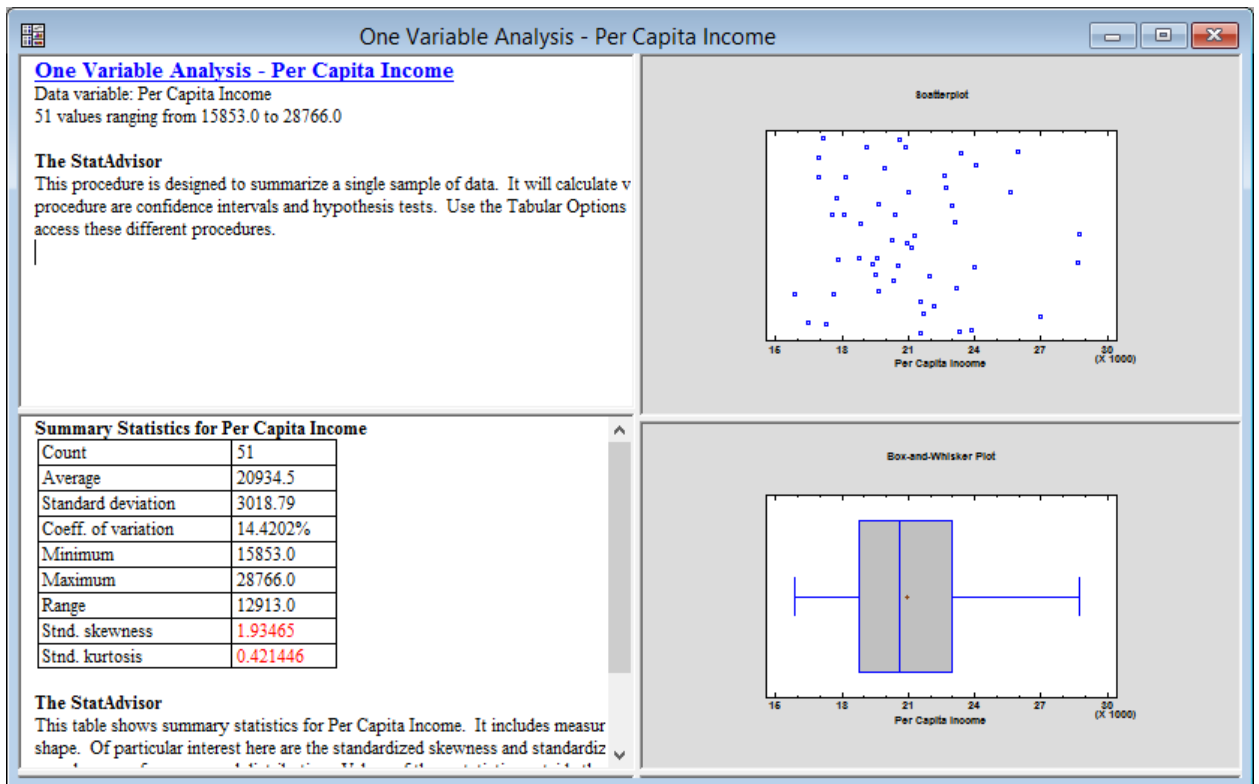 One Variable Analysis - Per Capita Income
One Variable Analysis - Per Capita Income
Data variable: Per Capita Income
51 values ranging from 15853.0 to 28766.0
The StatAdvisor
This procedure is designed to summarize a single sample of data. It will calculate v
procedure are confidence intervals and hypothesis tests. Use the Tabular Options
access these different procedures.
Scatterplot
15 18 21 24 27 30
(X 1000)
Per Capita Income
Summary Statistics for Per Capita Income
Count 51
Average 20934.5
Standard deviation 3018.79
Coeff. of variation 14.4202%
Minimum 15853.0
Maximum 28766.0
Range 12913.0
Stnd. skewness 1.93465
Stnd. kurtosis 0.421446
The StatAdvisor
This table shows summary statistics for Per Capita Income. It includes measur
shape. Of particular interest here are the standardized skewness and standardiz
Box-and-Whisker Plot
15 18 21 24 27 30
(X 1000)
Per Capita Income